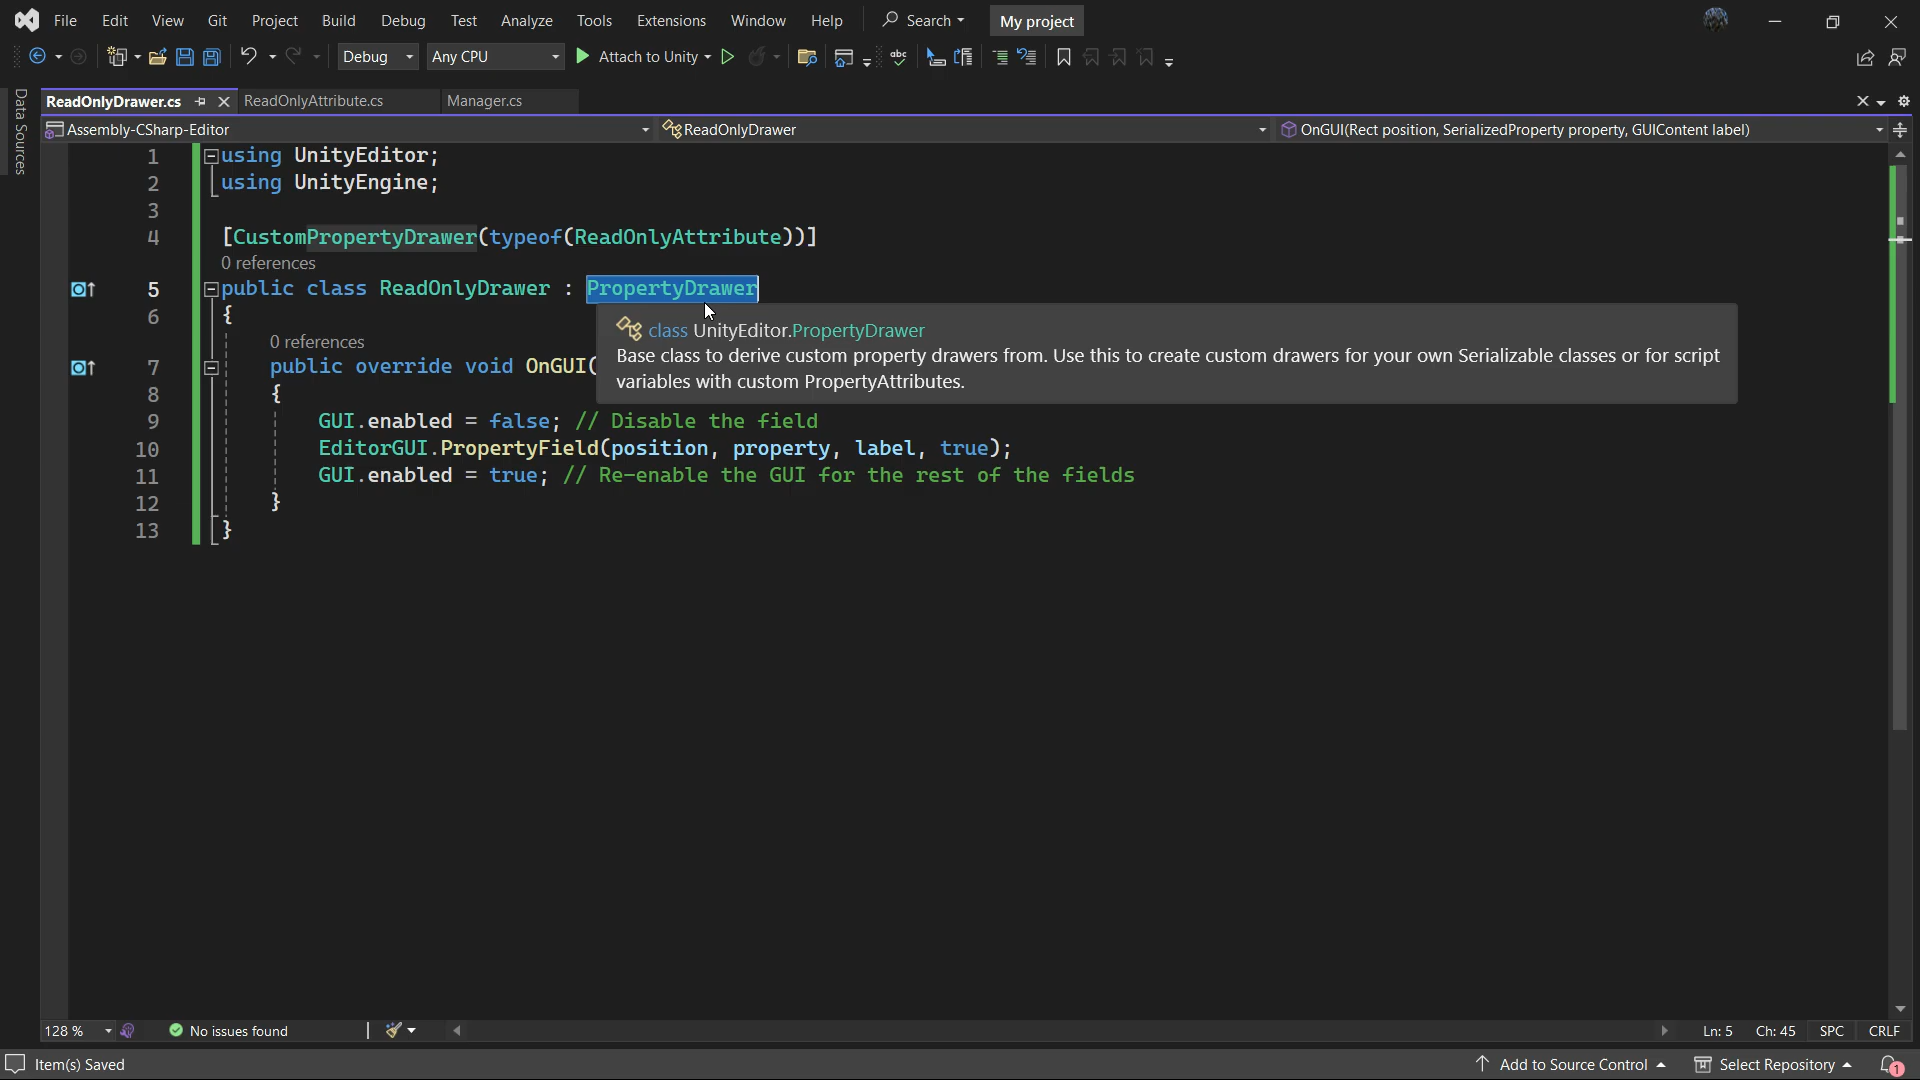 File Edit View Git Project Build Debug Test Analyze Tools Extensions Window Help Search My project
Debug Any CPU Attach to Unity
Data Sources
ReadOnlyDrawer.cs ReadOnlyAttribute.cs Manager.cs
Assembly-CSharp-Editor ReadOnlyDrawer OnGUI(Rect position, SerializedProperty property, GUIContent label)
1 using UnityEditor;
2 using UnityEngine;
3
4 [CustomPropertyDrawer(typeof(ReadOnlyAttribute))]
0 references
5 public class ReadOnlyDrawer : PropertyDrawer
6 {
class UnityEditor.PropertyDrawer
Base class to derive custom property drawers from. Use this to create custom drawers for your own Serializable classes or for script
variables with custom PropertyAttributes.
0 references
7 public override void OnGUI(
8 {
9 GUI.enabled = false; // Disable the field
10 EditorGUI.PropertyField(position, property, label, true);
11 GUI.enabled = true; // Re-enable the GUI for the rest of the fields
12 }
13 }
128 % No issues found Ln: 5 Ch: 45 SPC CRLF
Item(s) Saved Add to Source Control Select Repository 1